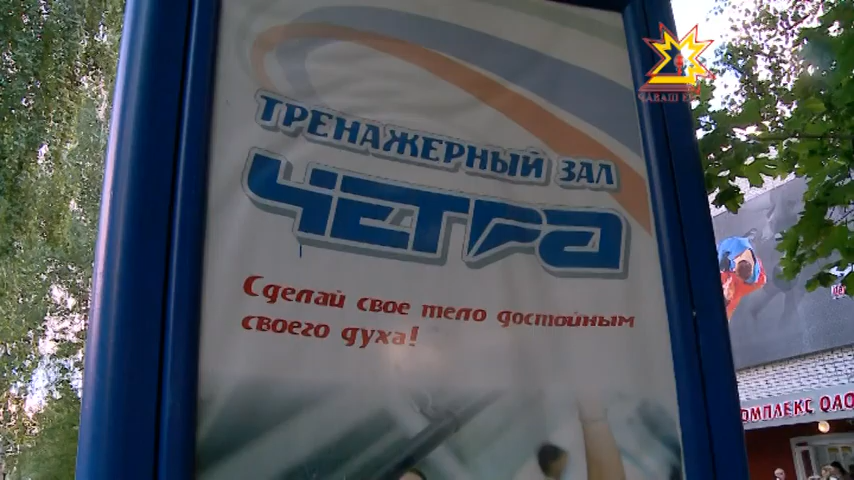 ТРЕНАЖЕРНЫЙ ЗАЛ
ЧЕТРА
Сделай свое тело достойным
своего духа!
ОМПЛЕКС ОАО